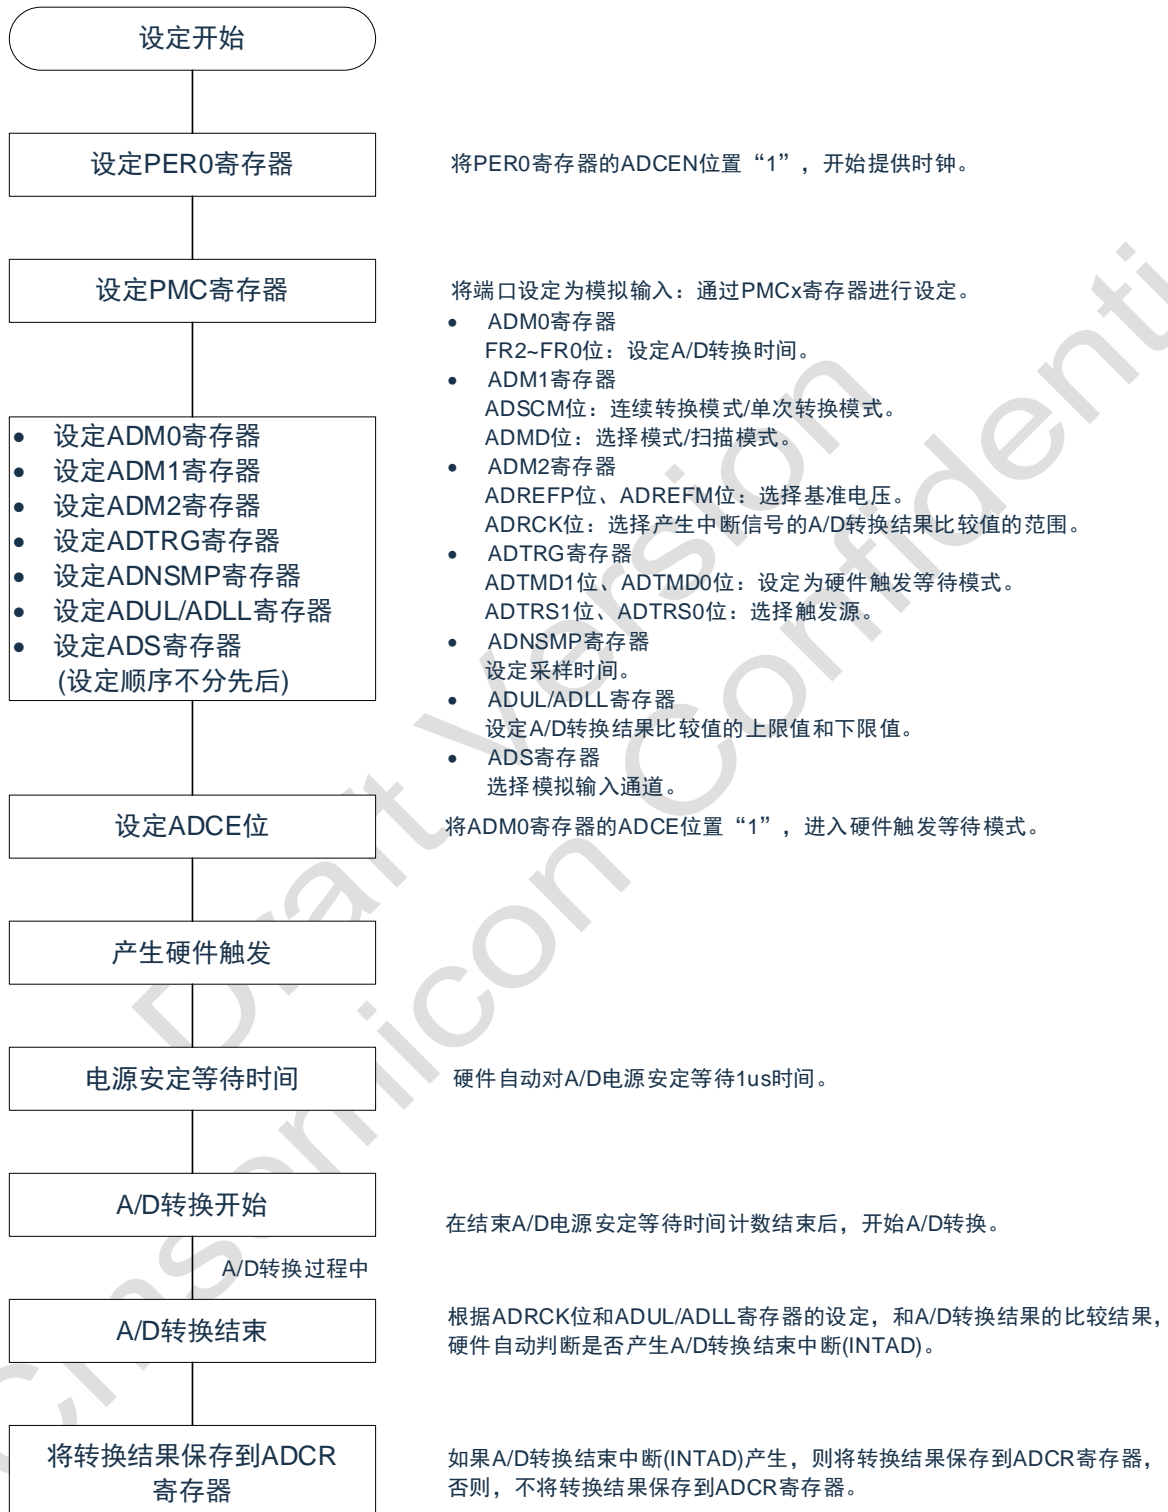 设定开始
设定PER0寄存器
将PER0寄存器的ADCEN位置“1”，开始提供时钟。
设定PMC寄存器
将端口设定为模拟输入：通过PMCx寄存器进行设定。
• ADM0寄存器
FR2~FR0位：设定A/D转换时间。
• ADM1寄存器
ADSCM位：连续转换模式/单次转换模式。
ADMD位：选择模式/扫描模式。
• ADM2寄存器
ADREFP位、ADREFM位：选择基准电压。
ADRCK位：选择产生中断信号的A/D转换结果比较值的范围。
• ADTRG寄存器
ADTMD1位、ADTMD0位：设定为硬件触发等待模式。
ADTRS1位、ADTRS0位：选择触发源。
• ADNSMP寄存器
设定采样时间。
• ADUL/ADLL寄存器
设定A/D转换结果比较值的上限值和下限值。
• ADS寄存器
选择模拟输入通道。
• 设定ADM0寄存器
• 设定ADM1寄存器
• 设定ADM2寄存器
• 设定ADTRG寄存器
• 设定ADNSMP寄存器
• 设定ADUL/ADLL寄存器
• 设定ADS寄存器
(设定顺序不分先后)
设定ADCE位
将ADM0寄存器的ADCE位置“1”，进入硬件触发等待模式。
产生硬件触发
电源安定等待时间
硬件自动对A/D电源安定等待1us时间。
A/D转换开始
在结束A/D电源安定等待时间计数结束后，开始A/D转换。
A/D转换过程中
A/D转换结束
根据ADRCK位和ADUL/ADLL寄存器的设定，和A/D转换结果的比较结果，
硬件自动判断是否产生A/D转换结束中断(INTAD)。
将转换结果保存到ADCR
寄存器
如果A/D转换结束中断(INTAD)产生，则将转换结果保存到ADCR寄存器，
否则，不将转换结果保存到ADCR寄存器。
Draft Version
Cmsemicon Confidenti